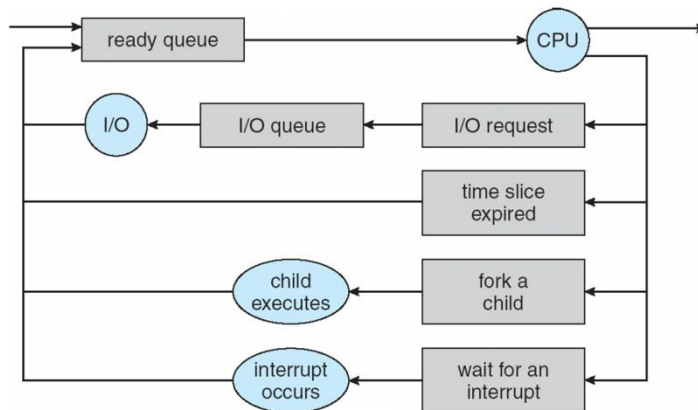 ready queue
CPU
I/O
I/O queue
I/O request
time slice
expired
child
executes
fork a
child
interrupt
occurs
wait for an
interrupt